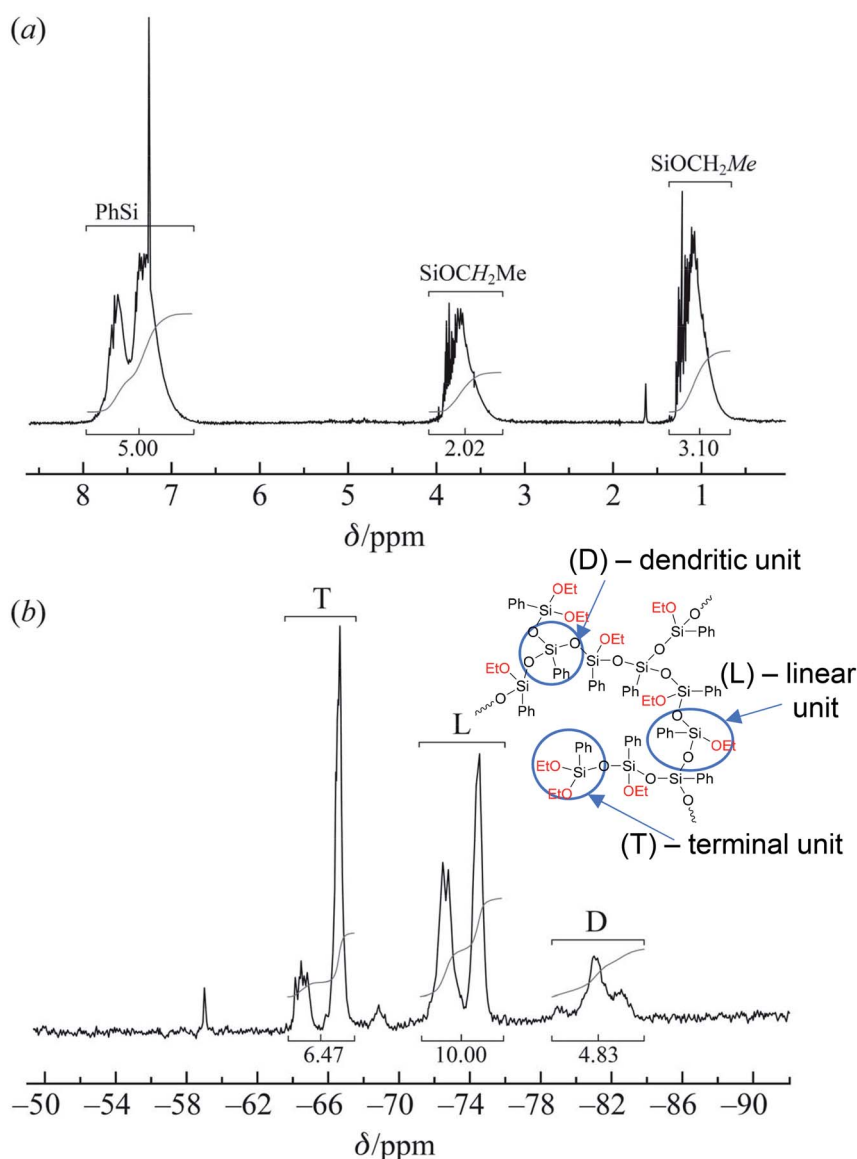 (a)
PhSi
SiOCH₂Me
SiOCH₂Me
5.00
2.02
3.10
8 7 6 5 4 3 2 1
δ/ppm
(b)
T
L
D
(D) – dendritic unit
(L) – linear
unit
(T) – terminal unit
OEt
Ph
Si
OEt
O
EtO
O
Si
O
OEt
Si
Ph
O
Ph
EtO
Si
O
Ph
O
Si
Ph
O
Si
O
Ph
O
Si
Ph
EtO
O
Ph
Si
OEt
O
Ph
EtO
Si
EtO
O
Ph
Si
OEt
O
Si
Ph
O
6.47
10.00
4.83
–50 –54 –58 –62 –66 –70 –74 –78 –82 –86 –90
δ/ppm